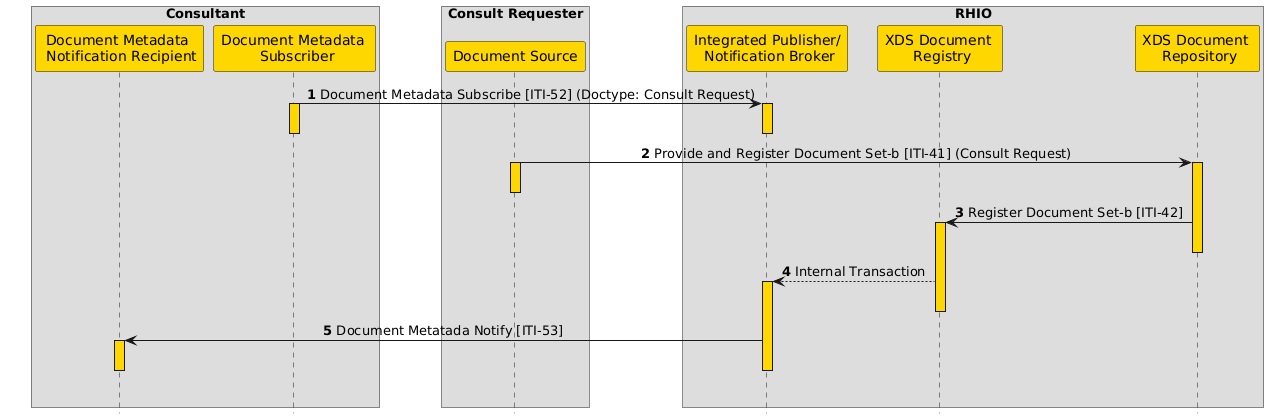 Consultant
Consult Requester
RHIO
Document Metadata
Notification Recipient
Document Metadata
Subscriber
Document Source
Integrated Publisher/
Notification Broker
XDS Document
Registry
XDS Document
Repository
1 Document Metadata Subscribe [ITI-52] (Doctype: Consult Request)
2 Provide and Register Document Set-b [ITI-41] (Consult Request)
3 Register Document Set-b [ITI-42]
4 Internal Transaction
5 Document Metatada Notify [ITI-53]